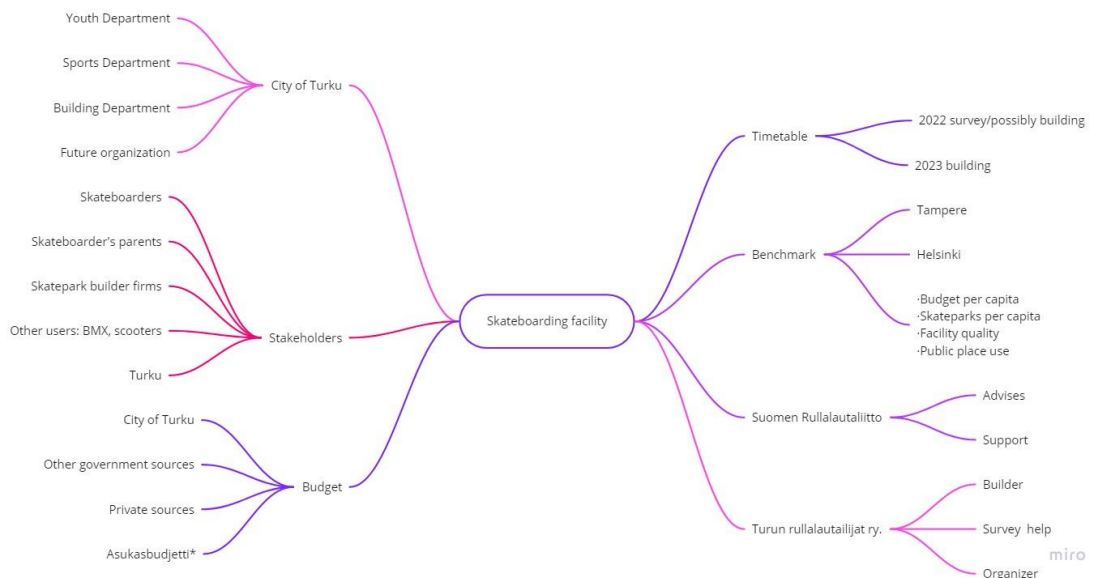 Youth Department
Sports Department
Building Department
Future organization
City of Turku
Skateboarders
Skateboarder's parents
Skatepark builder firms
Other users: BMX, scooters
Turku
Stakeholders
City of Turku
Other government sources
Private sources
Asukasbudjetti*
Budget
Skateboarding facility
Timetable
2022 survey/possibly building
2023 building
Benchmark
Tampere
Helsinki
·Budget per capita
·Skateparks per capita
·Facility quality
·Public place use
Suomen Rullalautaliitto
Advises
Support
Turun rullalautailijat ry.
Builder
Survey help
Organizer
miro